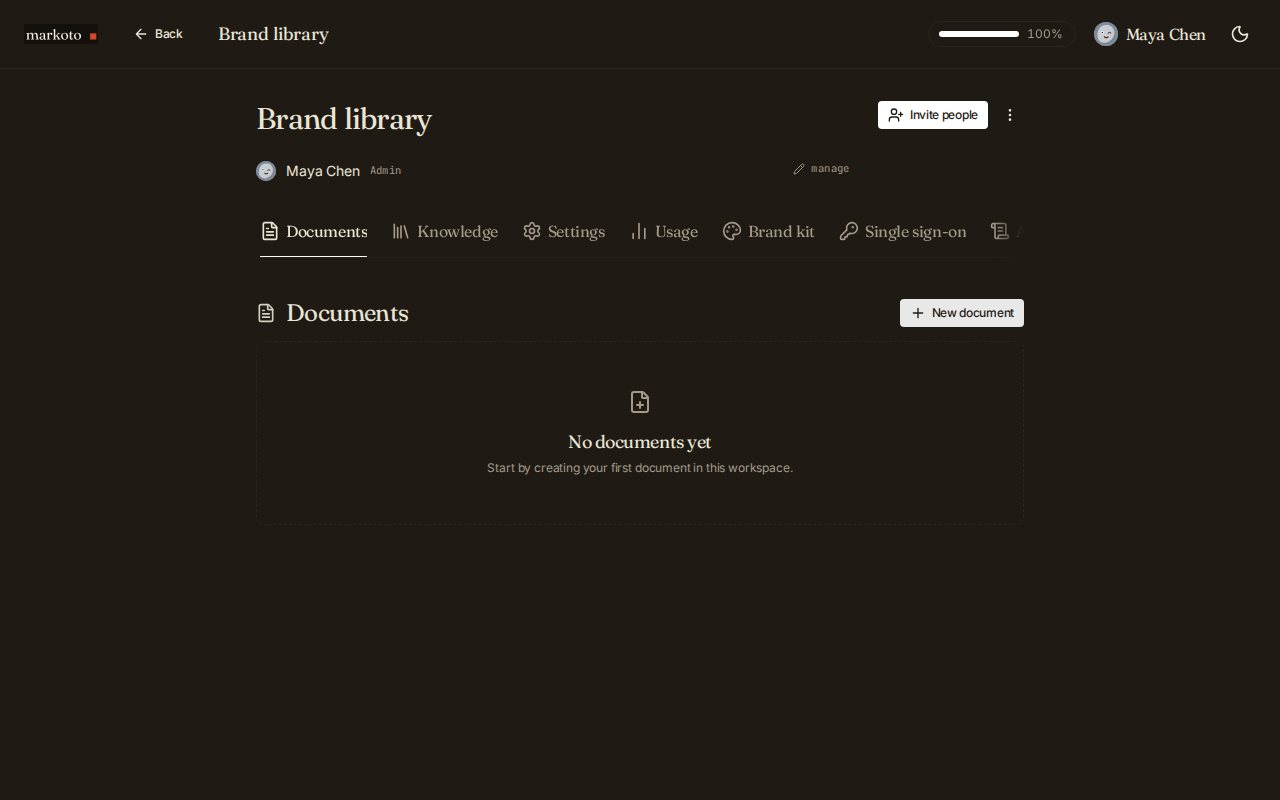 markoto
Back
Brand library
100%
Maya Chen
Brand library
Invite people
Maya Chen Admin
manage
Documents Knowledge Settings Usage Brand kit Single sign-on
Documents
New document
No documents yet
Start by creating your first document in this workspace.